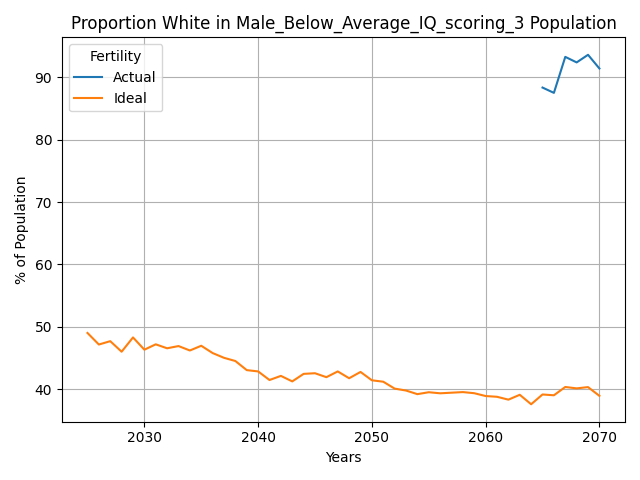 Proportion White in Male_Below_Average_IQ_scoring_3 Population
Fertility
Actual
Ideal
90
80
70
60
50
40
% of Population
2030 2040 2050 2060 2070
Years